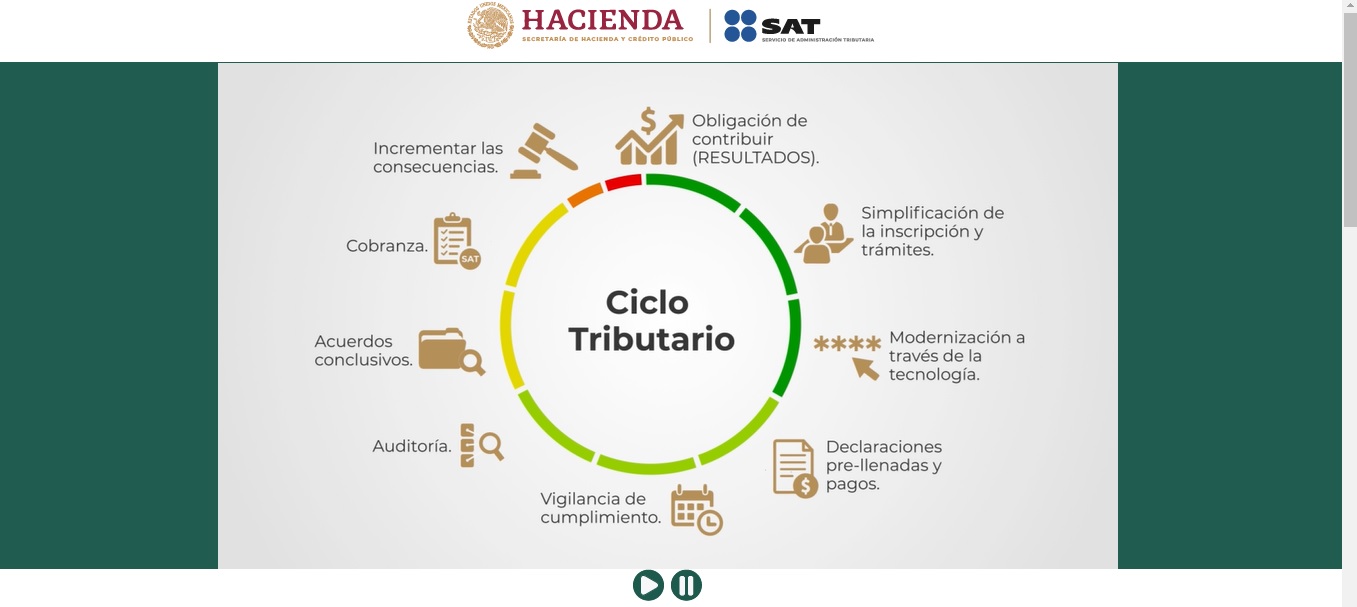 HACIENDA
SECRETARÍA DE HACIENDA Y CRÉDITO PÚBLICO
SAT
SERVICIO DE ADMINISTRACIÓN TRIBUTARIA
Obligación de
contribuir
(RESULTADOS).
Simplificación de
la inscripción y
trámites.
Modernización a
través de la
tecnología.
Declaraciones
pre-llenadas y
pagos.
Vigilancia de
cumplimiento.
Auditoría.
Acuerdos
conclusivos.
Cobranza.
SAT
Incrementar las
consecuencias.
Ciclo
Tributario